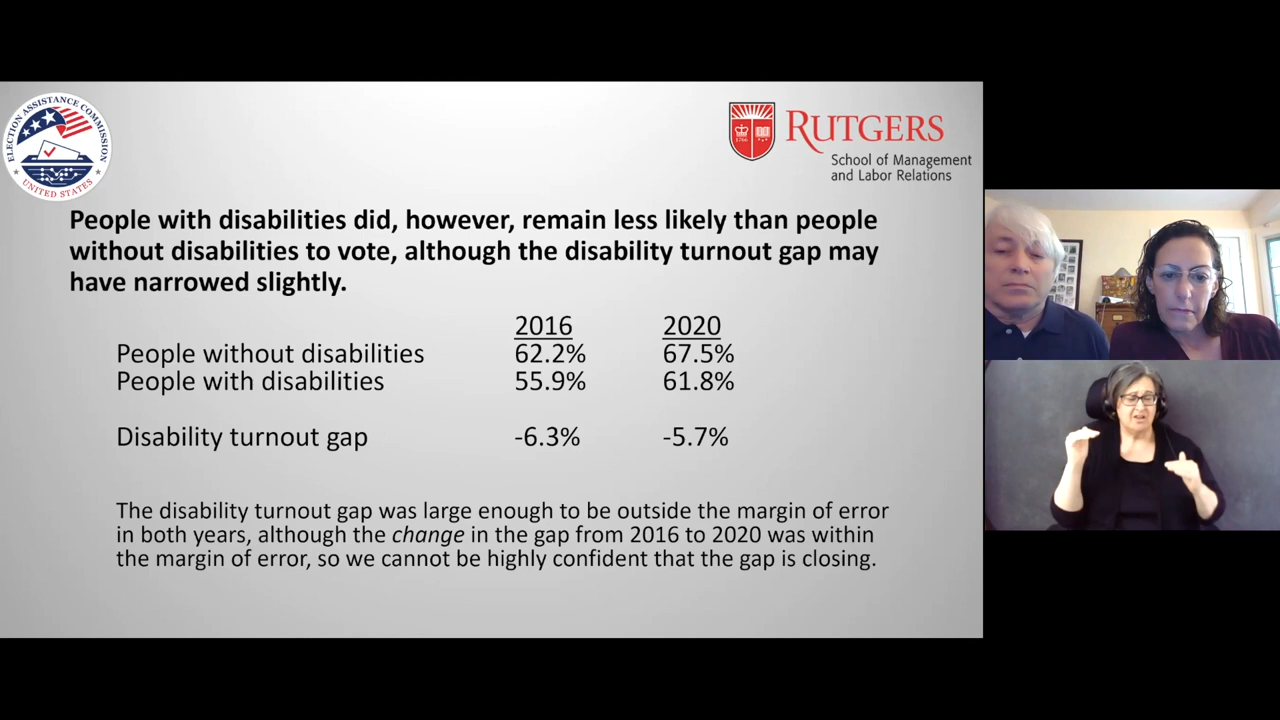 ELECTION ASSISTANCE COMMISSION
UNITED STATES
1766
RUTGERS
School of Management
and Labor Relations
People with disabilities did, however, remain less likely than people
without disabilities to vote, although the disability turnout gap may
have narrowed slightly.
2016 2020
People without disabilities 62.2% 67.5%
People with disabilities 55.9% 61.8%
Disability turnout gap -6.3% -5.7%
The disability turnout gap was large enough to be outside the margin of error
in both years, although the change in the gap from 2016 to 2020 was within
the margin of error, so we cannot be highly confident that the gap is closing.